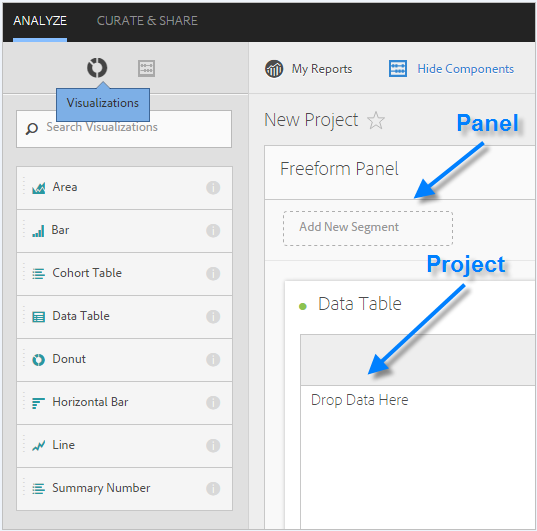 ANALYZE CURATE & SHARE
My Reports Hide Components
Visualizations
Search Visualizations
New Project
Panel
Freeform Panel
Area
Add New Segment
Bar
Project
Cohort Table
Data Table
Data Table
Donut
Drop Data Here
Horizontal Bar
Line
Summary Number